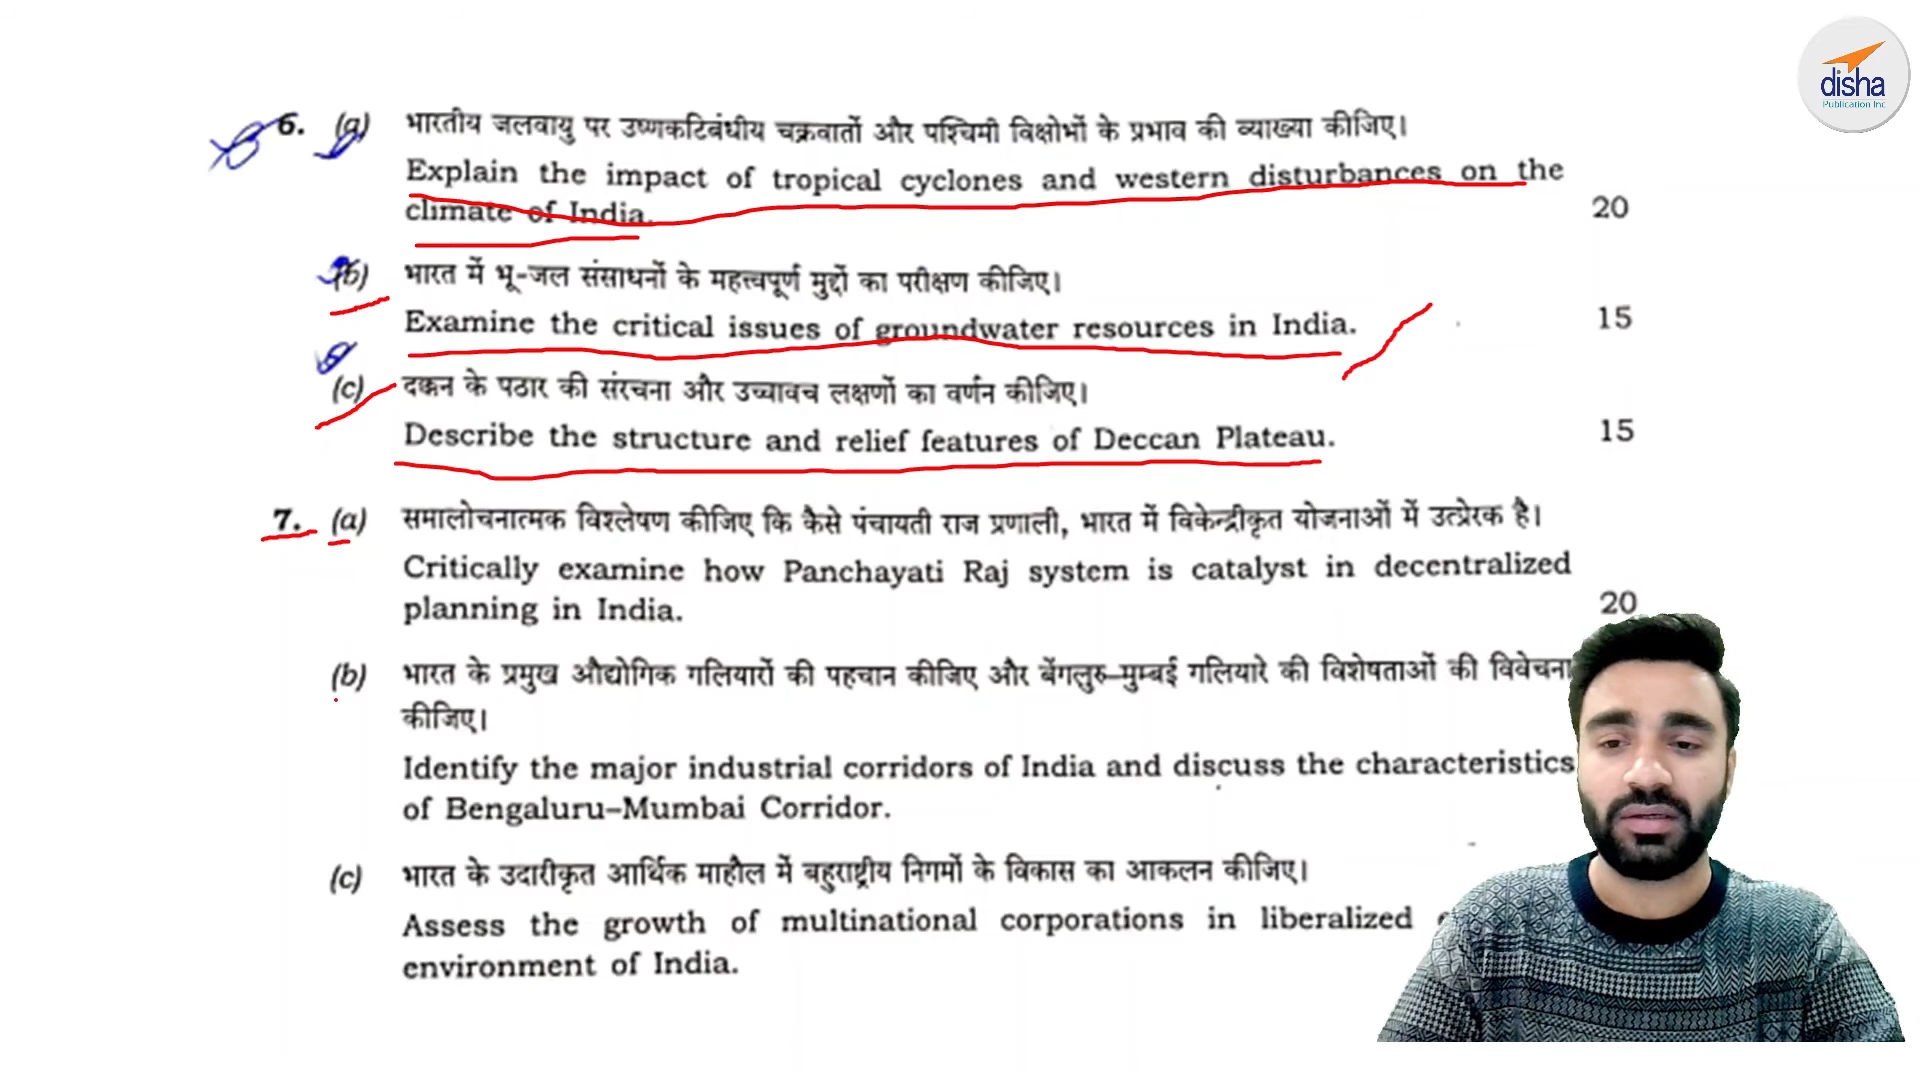 disha
Publication Inc
6. (a) भारतीय जलवायु पर उष्णकटिबंधीय चक्रवातों और पश्चिमी विक्षोभों के प्रभाव की व्याख्या कीजिए।
Explain the impact of tropical cyclones and western disturbances on the
climate of India. 20
(b) भारत में भू-जल संसाधनों के महत्त्वपूर्ण मुद्दों का परीक्षण कीजिए।
Examine the critical issues of groundwater resources in India. 15
(c) दक्कन के पठार की संरचना और उच्चावच लक्षणों का वर्णन कीजिए।
Describe the structure and relief features of Deccan Plateau. 15
7. (a) समालोचनात्मक विश्लेषण कीजिए कि कैसे पंचायती राज प्रणाली, भारत में विकेन्द्रीकृत योजनाओं में उत्प्रेरक है।
Critically examine how Panchayati Raj system is catalyst in decentralized
planning in India. 20
(b) भारत के प्रमुख औद्योगिक गलियारों की पहचान कीजिए और बेंगलुरु–मुम्बई गलियारे की विशेषताओं की विवेचना
कीजिए।
Identify the major industrial corridors of India and discuss the characteristics
of Bengaluru–Mumbai Corridor.
(c) भारत के उदारीकृत आर्थिक माहौल में बहुराष्ट्रीय निगमों के विकास का आकलन कीजिए।
Assess the growth of multinational corporations in liberalized
environment of India.